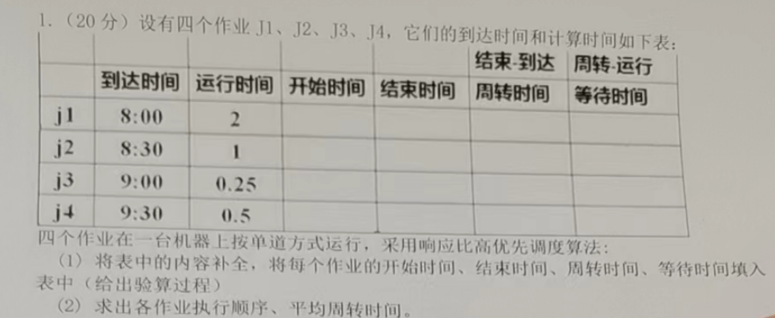 1.（20 分）设有四个作业 J1、J2、J3、J4，它们的到达时间和计算时间如下表：
结束-到达 周转-运行
到达时间 运行时间 开始时间 结束时间 周转时间 等待时间
j1 8:00 2
j2 8:30 1
j3 9:00 0.25
j4 9:30 0.5
四个作业在一台机器上按单道方式运行，采用响应比高优先调度算法：
（1）将表中的内容补全，将每个作业的开始时间、结束时间、周转时间、等待时间填入
表中（给出验算过程）
（2）求出各作业执行顺序、平均周转时间。